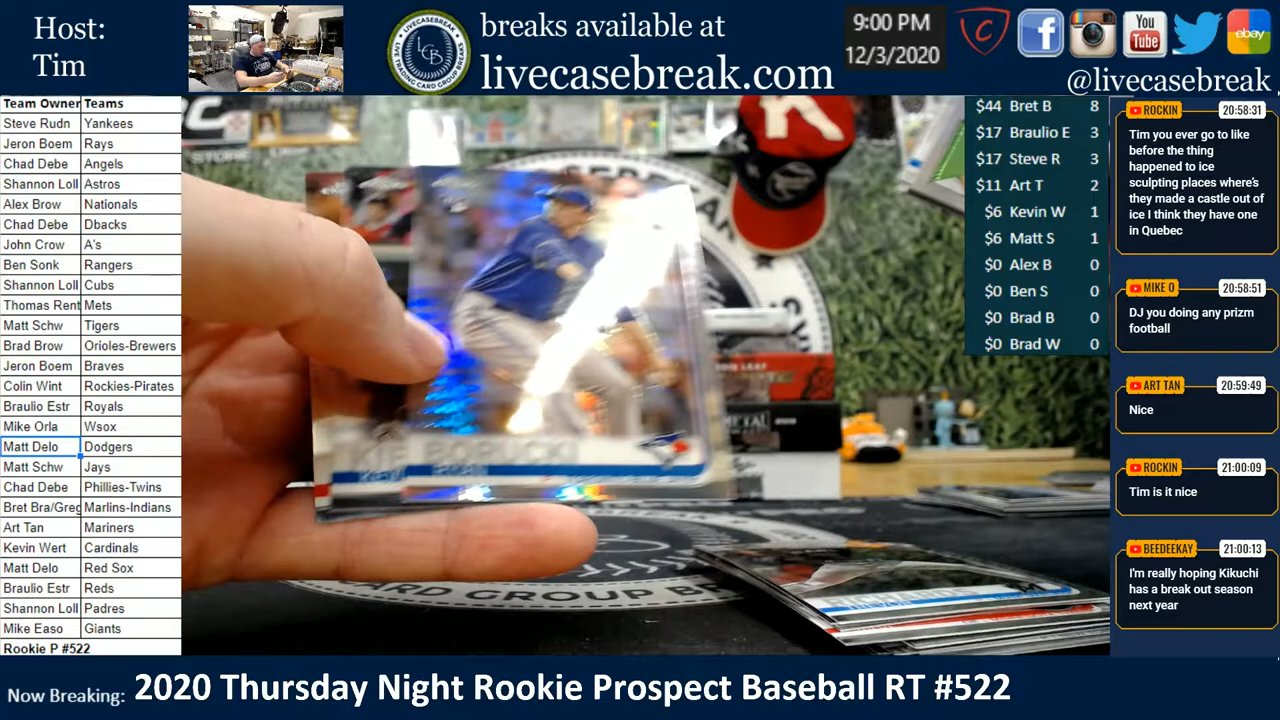 Host:
Tim
LIVECASEBREAK
LIVE TRADING CARD GROUP BREAKS
LCB
breaks available at
livecasebreak.com
9:00 PM
12/3/2020
You
Tube
ebay
@livecasebreak
Team Owner Teams
Steve Rudn Yankees
Jeron Boem Rays
Chad Debe Angels
Shannon Loll Astros
Alex Brow Nationals
Chad Debe Dbacks
John Crow A's
Ben Sonk Rangers
Shannon Loll Cubs
Thomas Rent Mets
Matt Schw Tigers
Brad Brow Orioles-Brewers
Jeron Boem Braves
Colin Wint Rockies-Pirates
Braulio Estr Royals
Mike Orla Wsox
Matt Delo Dodgers
Matt Schw Jays
Chad Debe Phillies-Twins
Bret Bra/Greg Marlins-Indians
Art Tan Mariners
Kevin Wert Cardinals
Matt Delo Red Sox
Braulio Estr Reds
Shannon Loll Padres
Mike Easo Giants
Rookie P #522
$44 Bret B 8
$17 Braulio E 3
$17 Steve R 3
$11 Art T 2
$6 Kevin W 1
$6 Matt S 1
$0 Alex B 0
$0 Ben S 0
$0 Brad B 0
$0 Brad W 0
ROCKIN 20:58:31
Tim you ever go to like
before the thing
happened to ice
sculpting places where's
they made a castle out of
ice I think they have one
in Quebec
MIKE O 20:58:51
DJ you doing any prizm
football
ART TAN 20:59:49
Nice
ROCKIN 21:00:09
Tim is it nice
BEEDEEKAY 21:00:13
I'm really hoping Kikuchi
has a break out season
next year
Now Breaking: 2020 Thursday Night Rookie Prospect Baseball RT #522